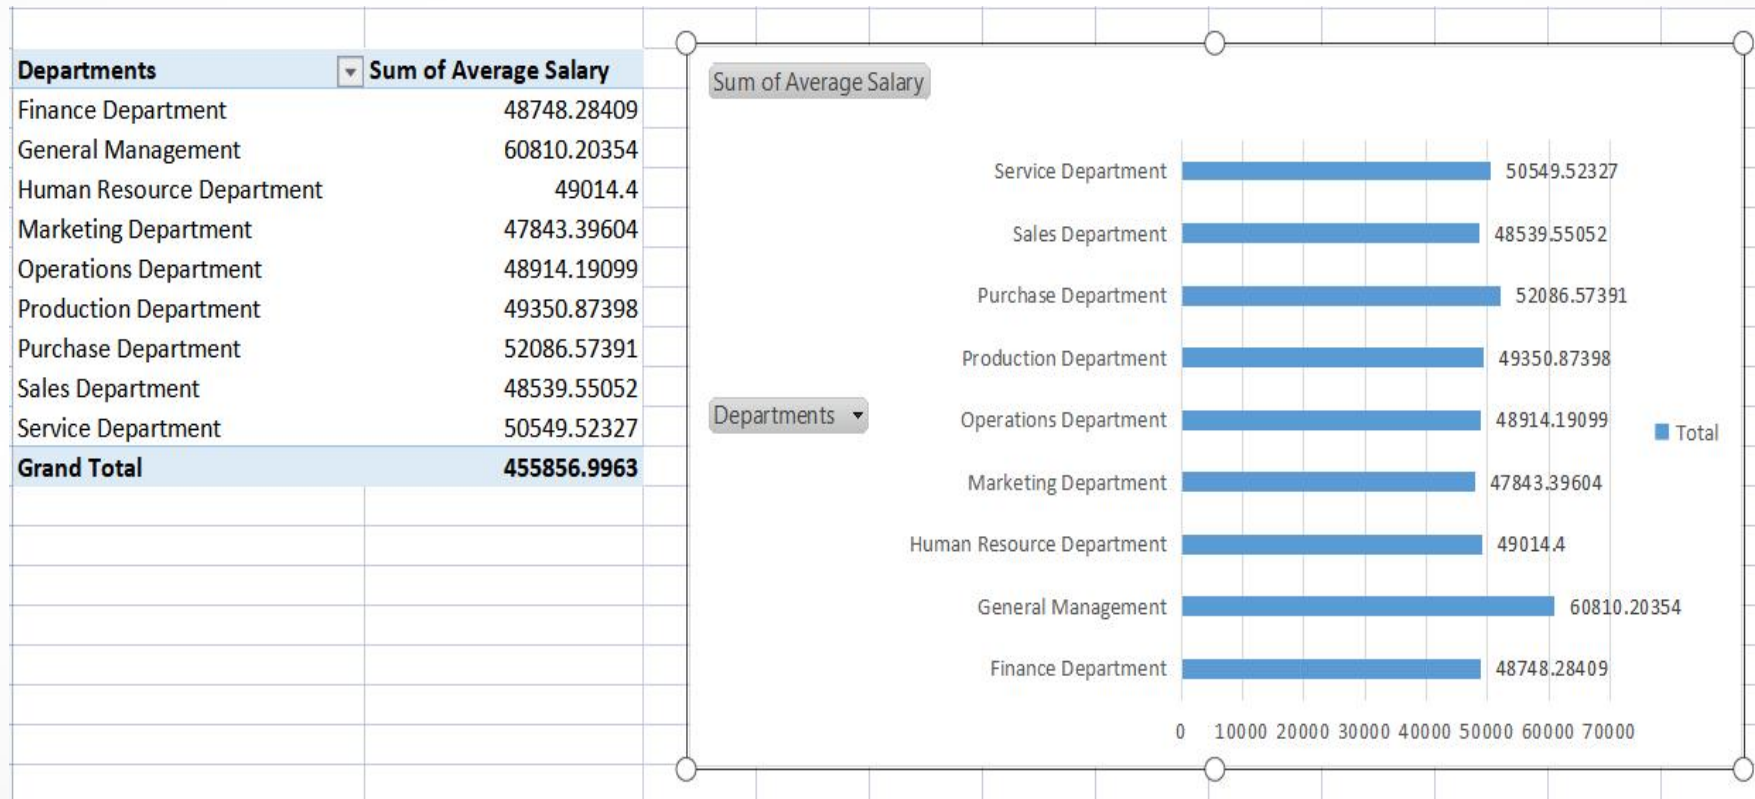 Departments Sum of Average Salary
Finance Department 48748.28409
General Management 60810.20354
Human Resource Department 49014.4
Marketing Department 47843.39604
Operations Department 48914.19099
Production Department 49350.87398
Purchase Department 52086.57391
Sales Department 48539.55052
Service Department 50549.52327
Grand Total 455856.9963
Sum of Average Salary
Service Department 50549.52327
Sales Department 48539.55052
Purchase Department 52086.57391
Production Department 49350.87398
Departments
Operations Department 48914.19099
Total
Marketing Department 47843.39604
Human Resource Department 49014.4
General Management 60810.20354
Finance Department 48748.28409
0 10000 20000 30000 40000 50000 60000 70000